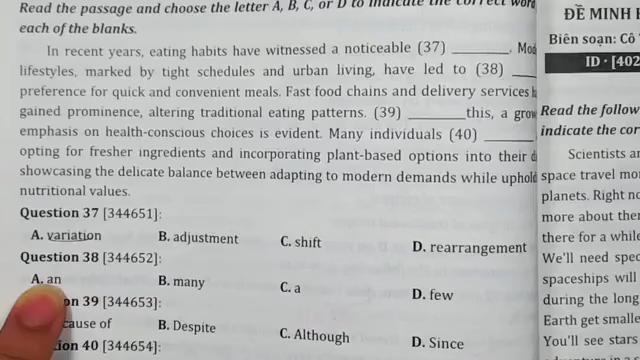 Read the passage and choose the letter A, B, C, or D to indicate the correct word
each of the blanks.
In recent years, eating habits have witnessed a noticeable (37) ________.
lifestyles, marked by tight schedules and urban living, have led to (38) ____
preference for quick and convenient meals. Fast food chains and delivery services
gained prominence, altering traditional eating patterns. (39) ________ this, a
emphasis on health-conscious choices is evident. Many individuals (40) ________
opting for fresher ingredients and incorporating plant-based options into their
showcasing the delicate balance between adapting to modern demands while
nutritional values.
Question 37 [344651]:
A. variation B. adjustment C. shift D. rearrangement
Question 38 [344652]:
A. an B. many C. a D. few
on 39 [344653]:
cause of B. Despite C. Although D. Since
ion 40 [344654]:
ĐỀ MINH
Biên soạn: Cô
ID · [402
Read the follow
indicate the cor
Scientists ar
space travel mo
planets. Right no
more about the
there for a while
We'll need spec
spaceships will
during the long
Earth get smalle
You'll see stars